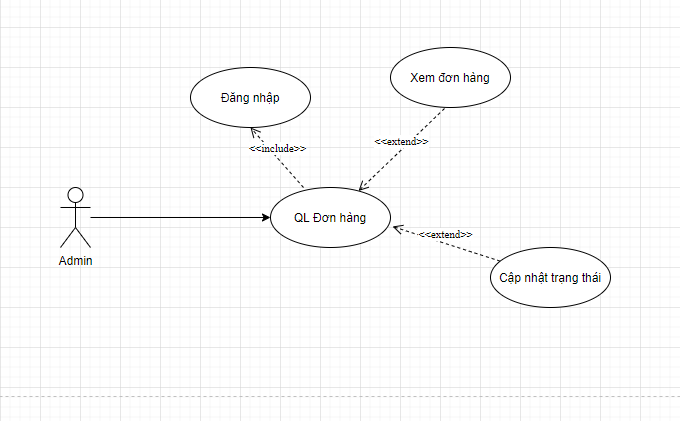 Xem đơn hàng
Đăng nhập
<<extend>>
<<include>>
QL Đơn hàng
<<extend>>
Admin
Cập nhật trạng thái